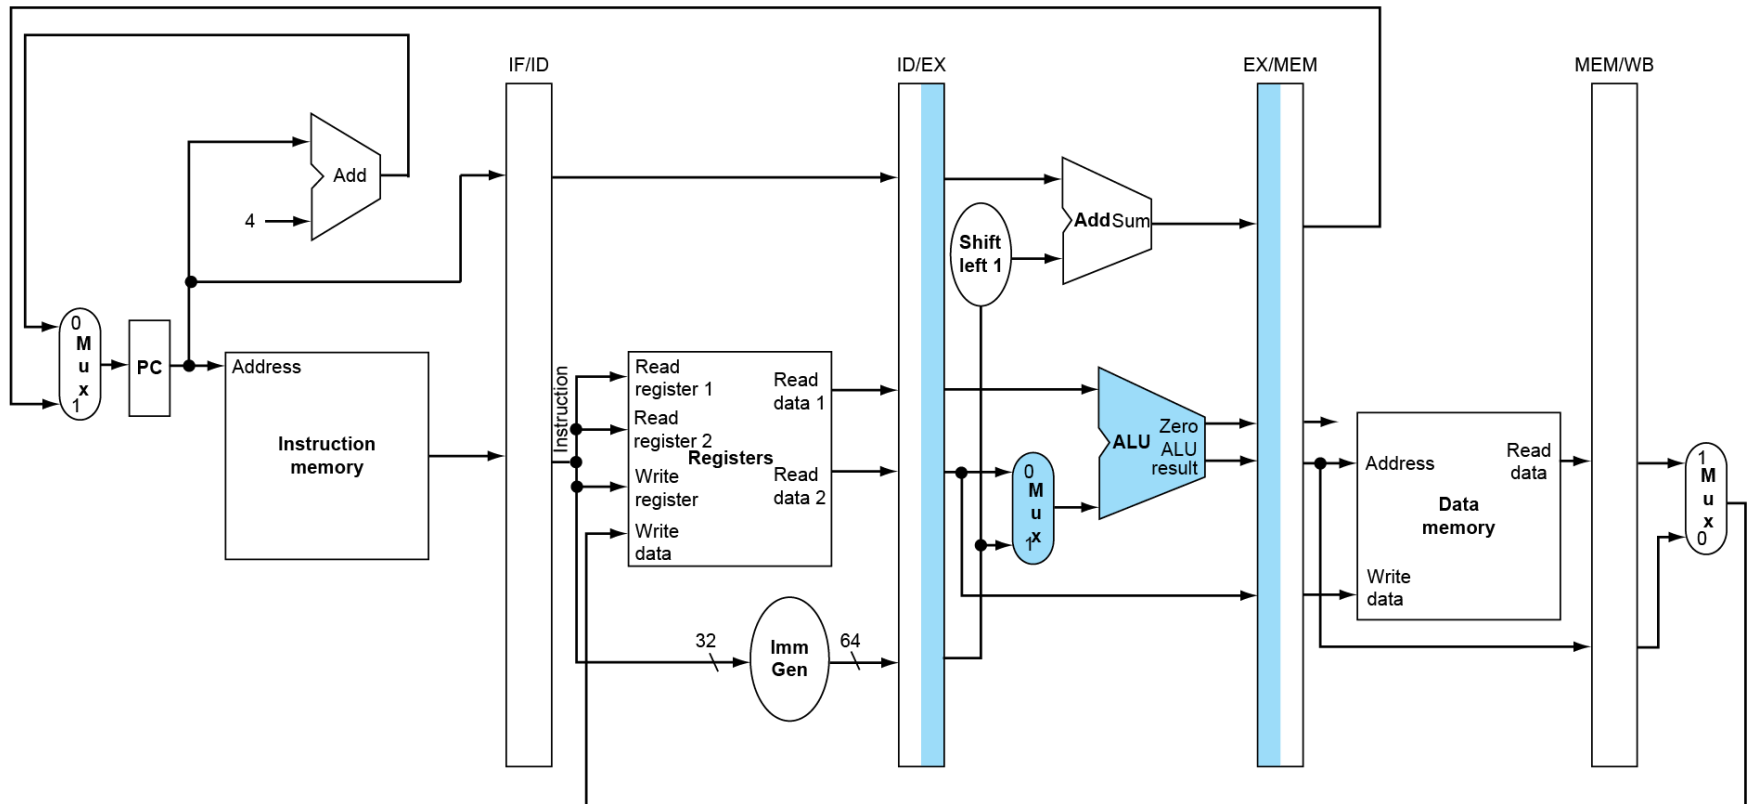 IF/ID
ID/EX
EX/MEM
MEM/WB
Add
4
Add Sum
Shift
left 1
0
M
u
x
1
PC
Address
Instruction
memory
Instruction
Read
register 1
Read
register 2
Write
register
Write
data
Registers
Read
data 1
Read
data 2
0
M
u
x
1
Zero
ALU
ALU
result
Address
Read
data
Data
memory
Write
data
1
M
u
x
0
32
Imm
Gen
64